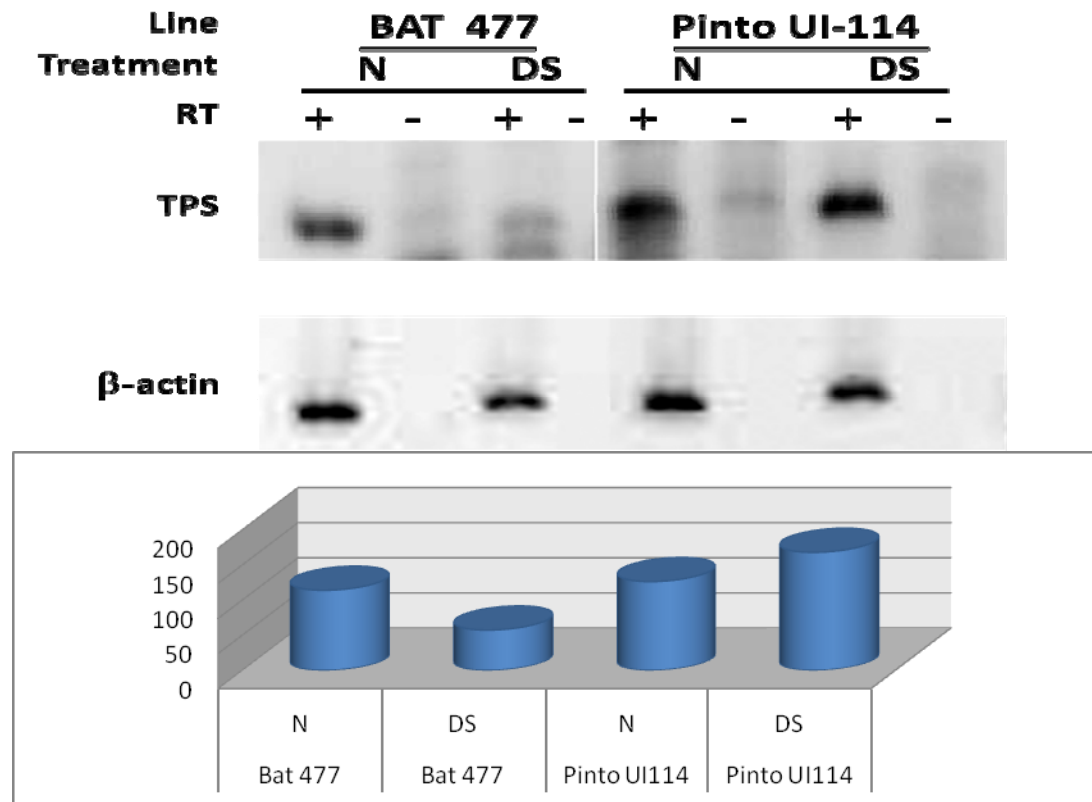 Line BAT 477 Pinto UI-114
Treatment N DS N DS
RT + - + - + - + -
TPS
β-actin
200
150
100
50
0
N DS N DS
Bat 477 Bat 477 Pinto UI114 Pinto UI114